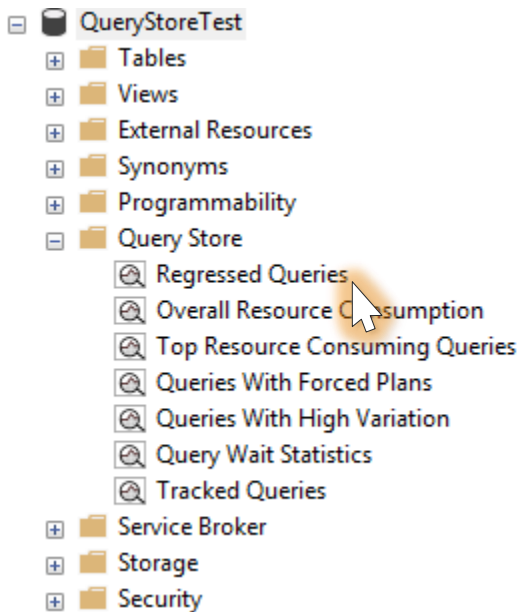 QueryStoreTest
Tables
Views
External Resources
Synonyms
Programmability
Query Store
Regressed Queries
Overall Resource Consumption
Top Resource Consuming Queries
Queries With Forced Plans
Queries With High Variation
Query Wait Statistics
Tracked Queries
Service Broker
Storage
Security